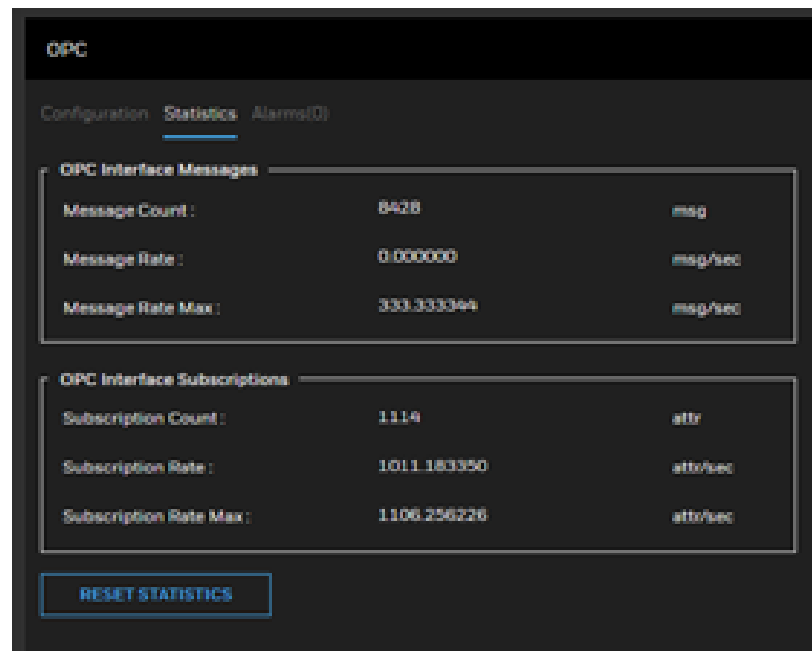 OPC
Configuration Statistics Alarms(0)
OPC Interface Messages
Message Count : 8428 msg
Message Rate : 0.000000 msg/sec
Message Rate Max : 333.333344 msg/sec
OPC Interface Subscriptions
Subscription Count : 1114 attr
Subscription Rate : 1011.183350 attr/sec
Subscription Rate Max : 1106.256226 attr/sec
RESET STATISTICS